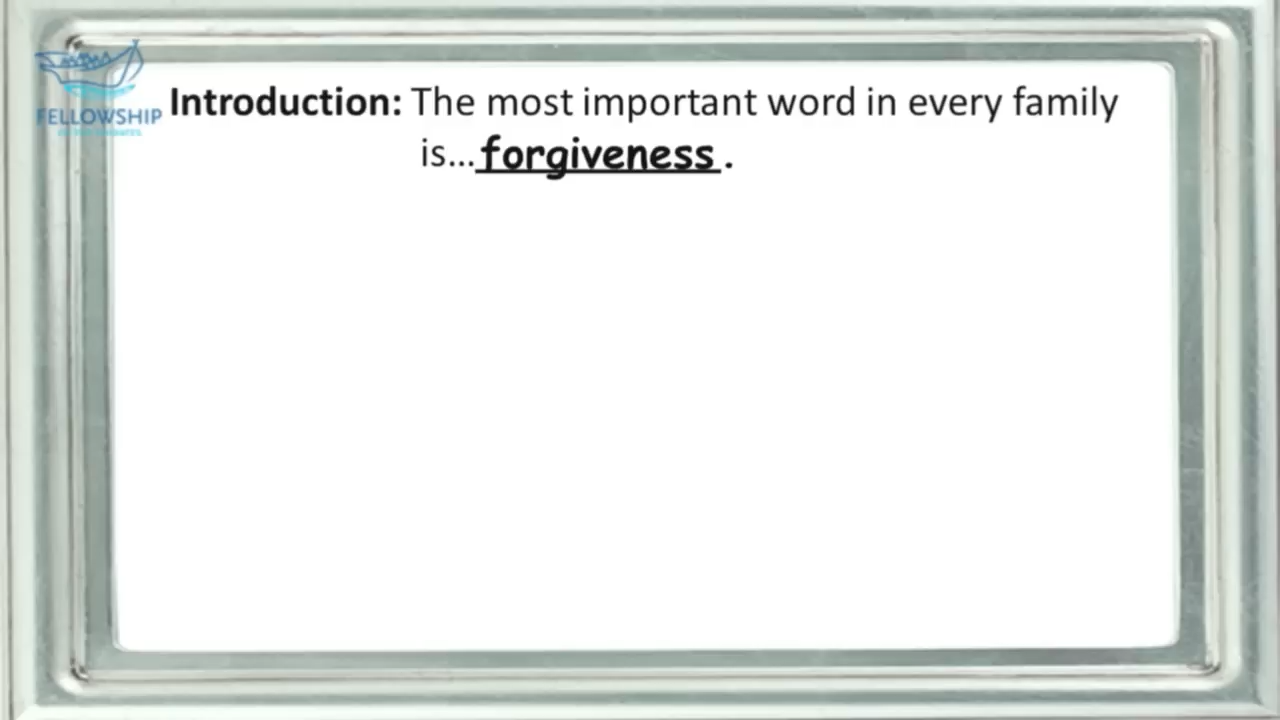 FELLOWSHIP
Introduction: The most important word in every family
is...forgiveness.